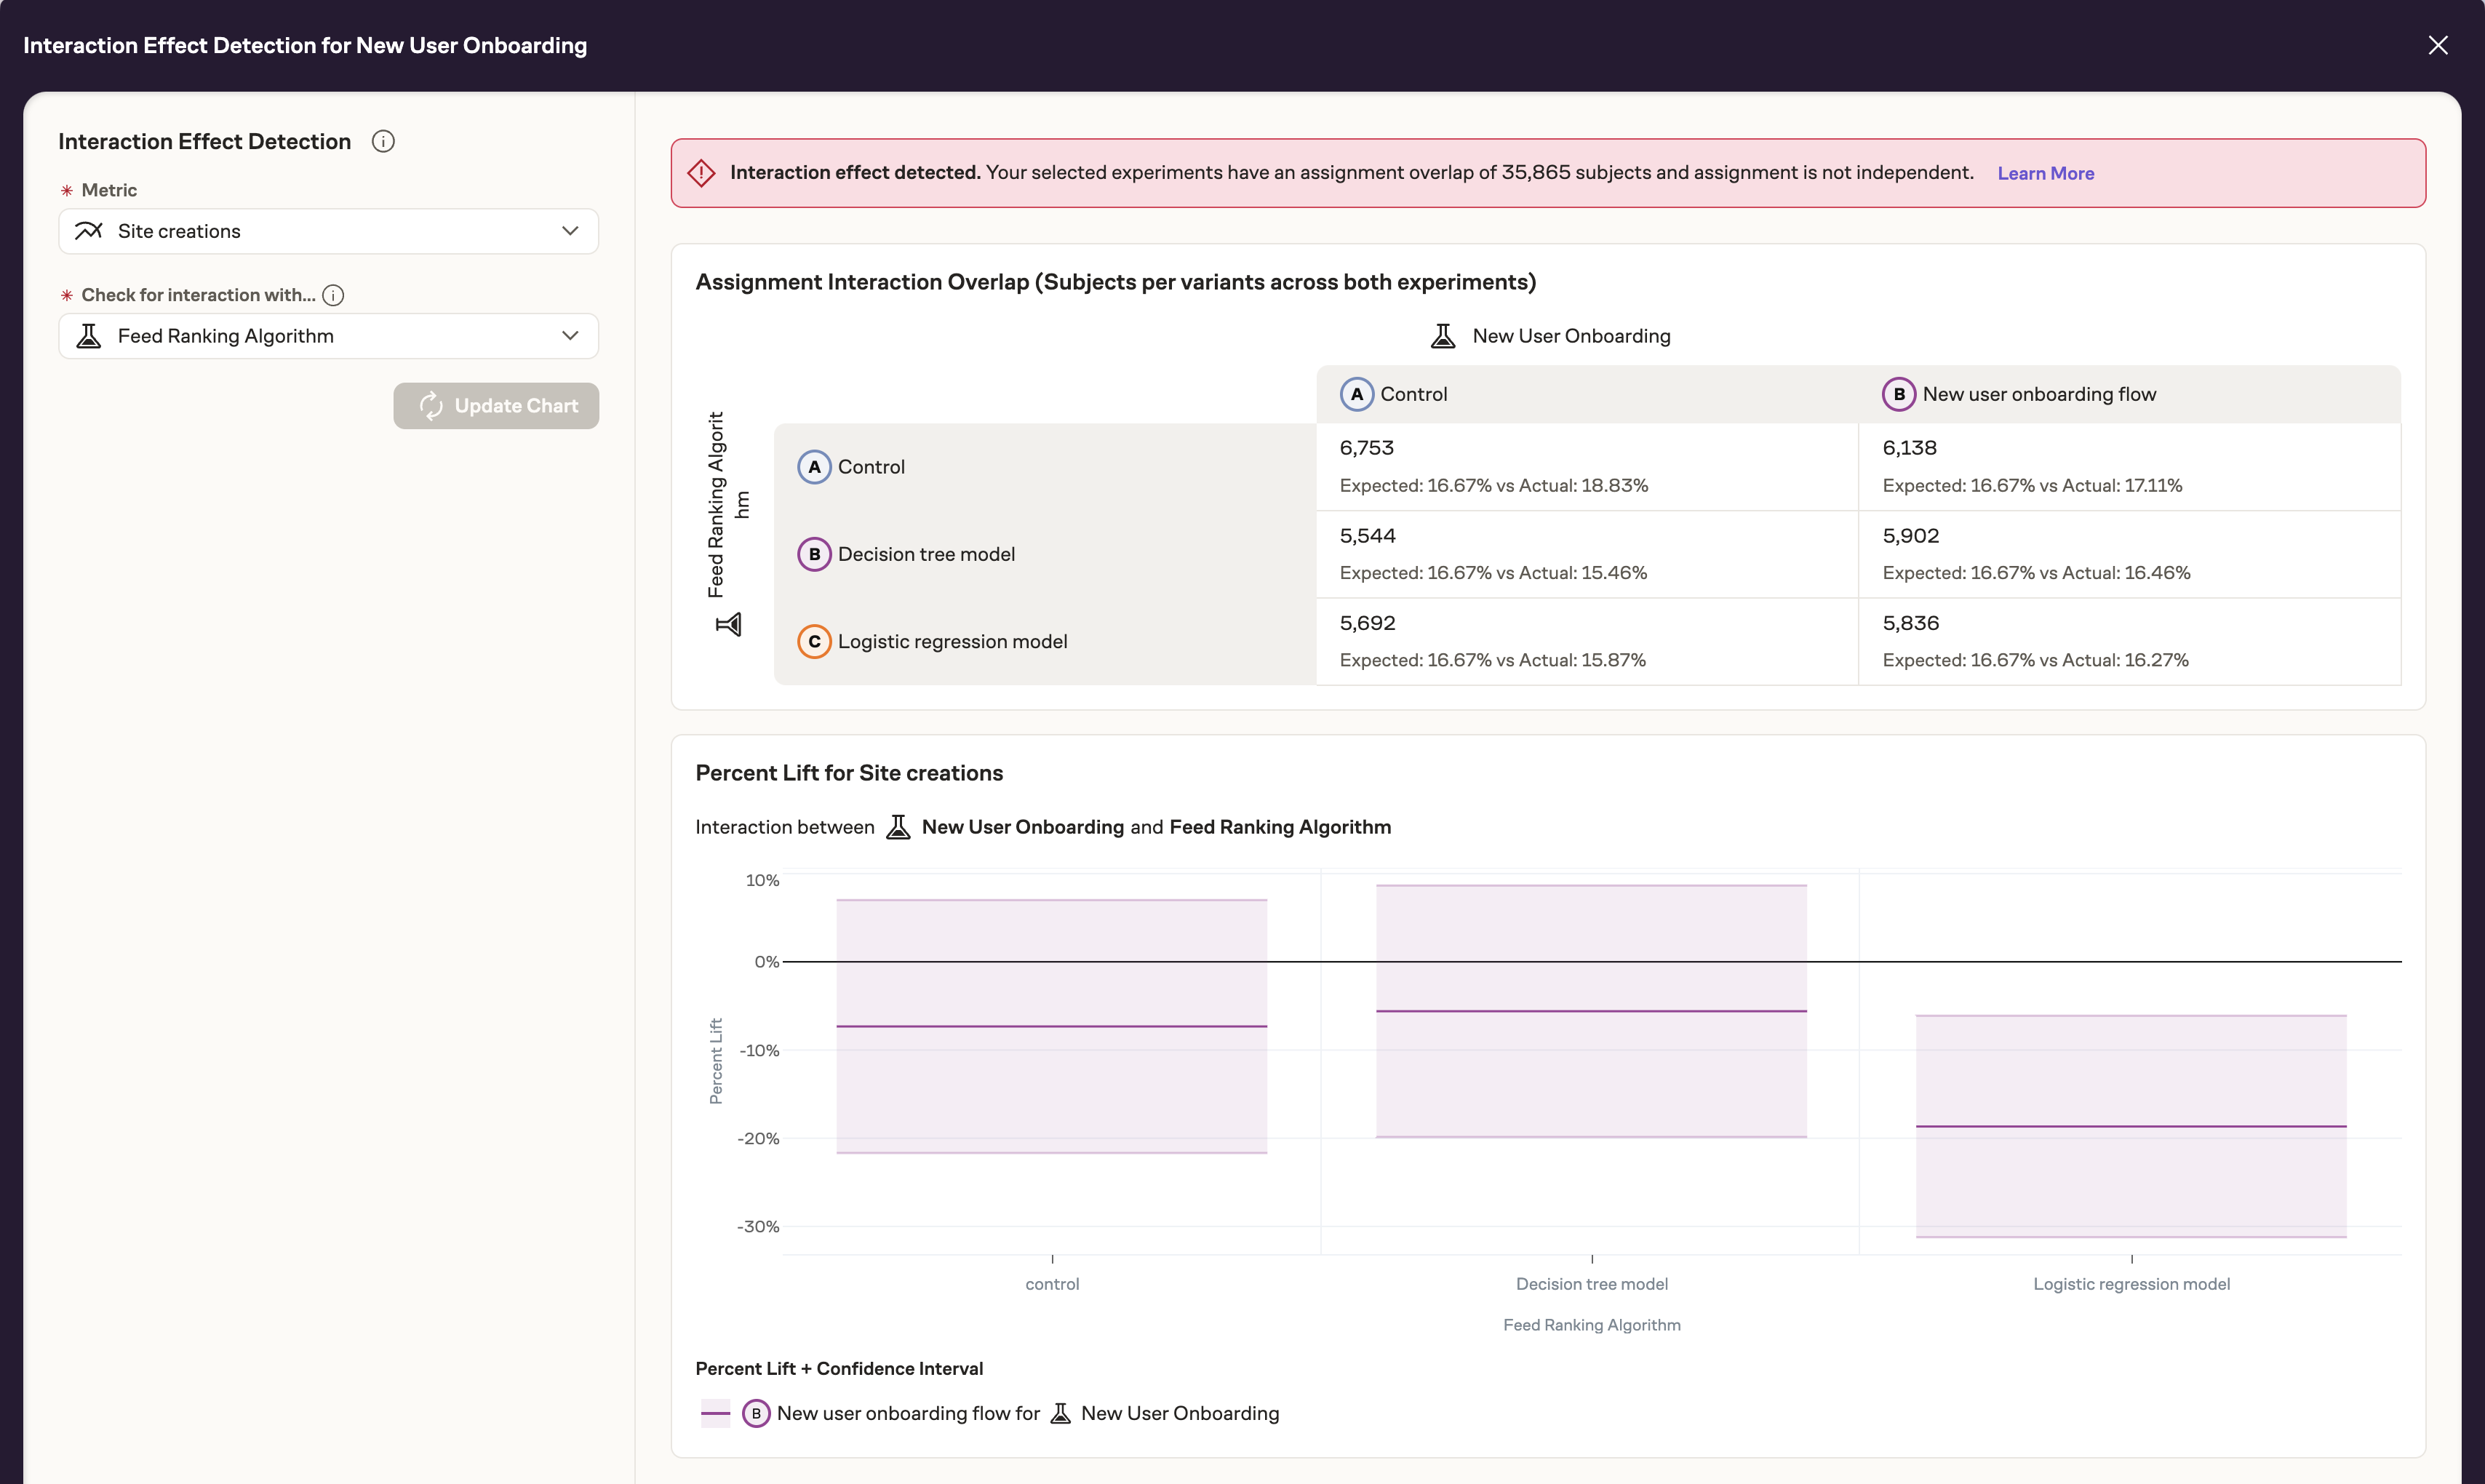 Interaction Effect Detection for New User Onboarding
Interaction Effect Detection
* Metric
Site creations
* Check for interaction with...
Feed Ranking Algorithm
Update Chart
Interaction effect detected. Your selected experiments have an assignment overlap of 35,865 subjects and assignment is not independent. Learn More
Assignment Interaction Overlap (Subjects per variants across both experiments)
New User Onboarding
A Control
B New user onboarding flow
Feed Ranking Algorit
hm
A Control
6,753
Expected: 16.67% vs Actual: 18.83%
6,138
Expected: 16.67% vs Actual: 17.11%
B Decision tree model
5,544
Expected: 16.67% vs Actual: 15.46%
5,902
Expected: 16.67% vs Actual: 16.46%
C Logistic regression model
5,692
Expected: 16.67% vs Actual: 15.87%
5,836
Expected: 16.67% vs Actual: 16.27%
Percent Lift for Site creations
Interaction between New User Onboarding and Feed Ranking Algorithm
10%
0%
-10%
-20%
-30%
Percent Lift
control
Decision tree model
Logistic regression model
Feed Ranking Algorithm
Percent Lift + Confidence Interval
B New user onboarding flow for New User Onboarding